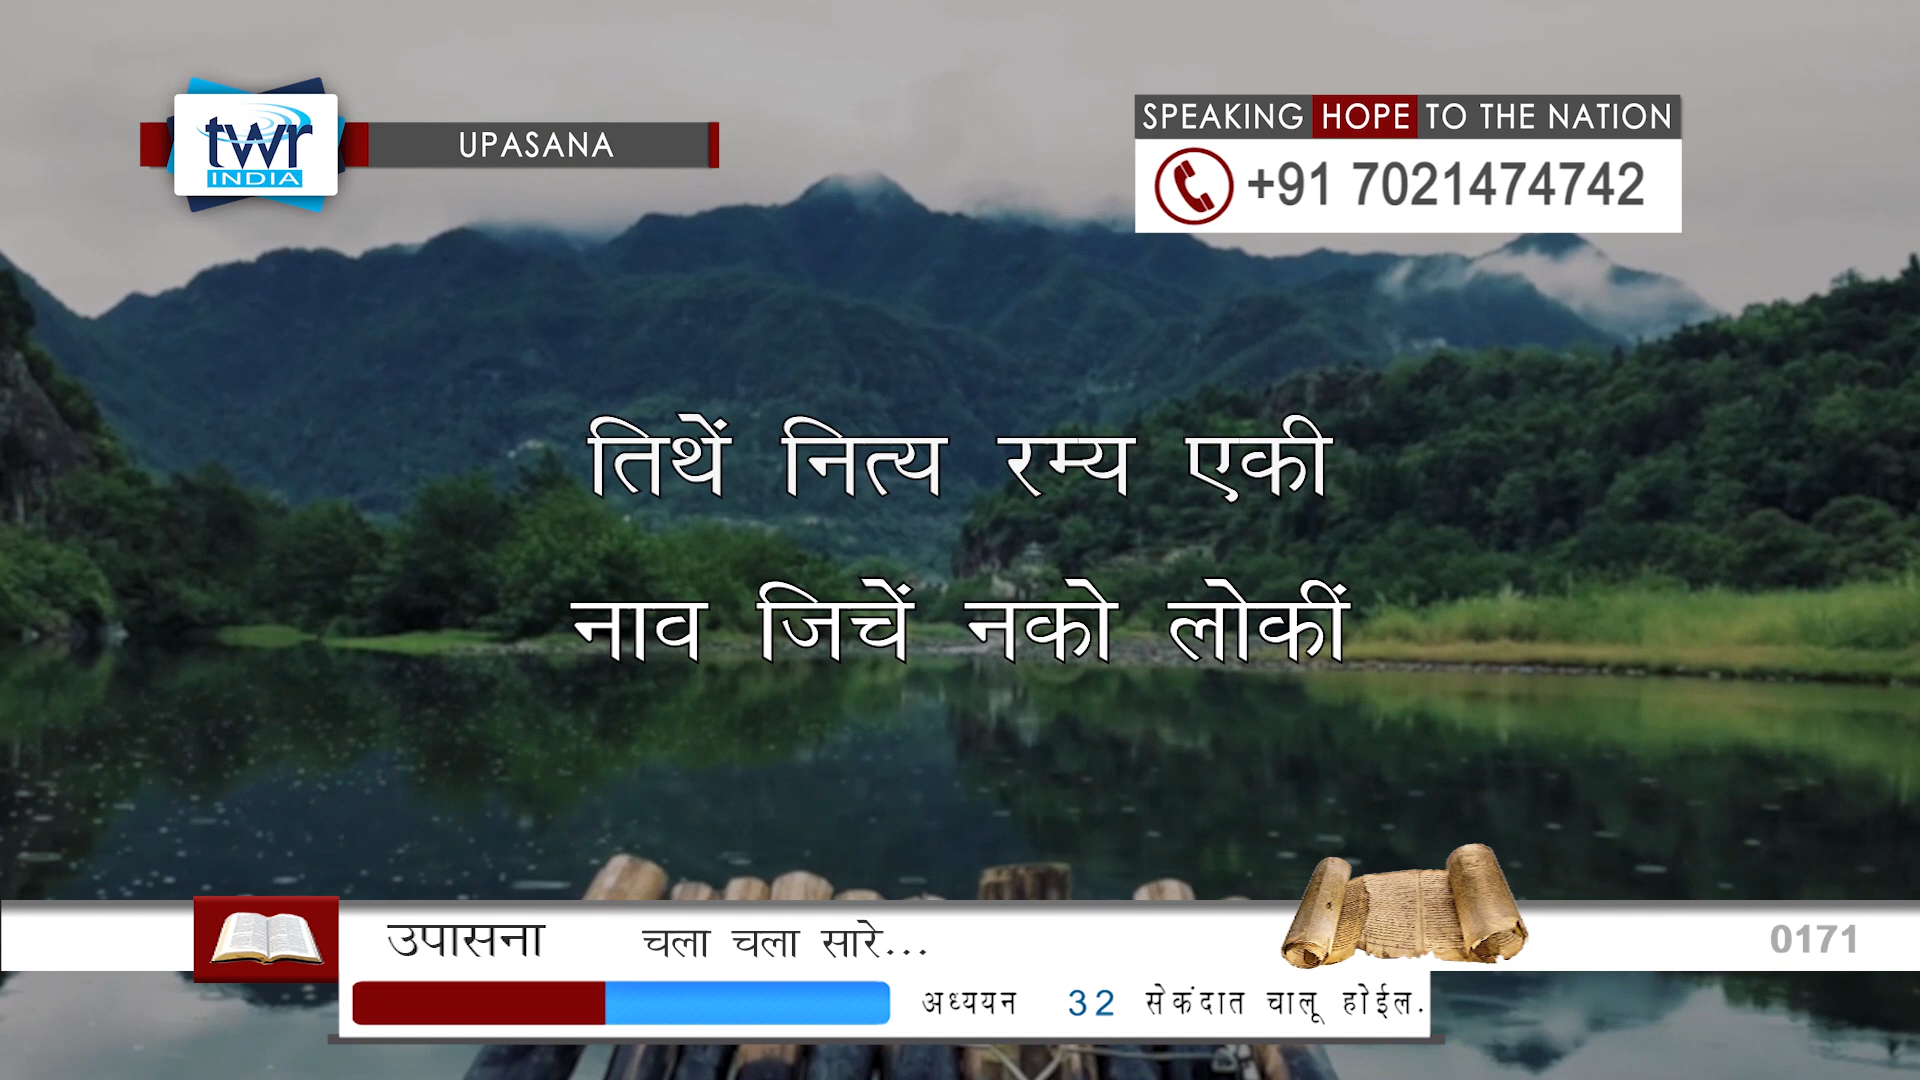 twr
INDIA
UPASANA
SPEAKING HOPE TO THE NATION
+91 7021474742
तिथें नित्य रम्य एकी
नाव जिचें नको लोकीं
उपासना चला चला सारे...
0171
अध्ययन 32 सेकंदात चालू होईल.